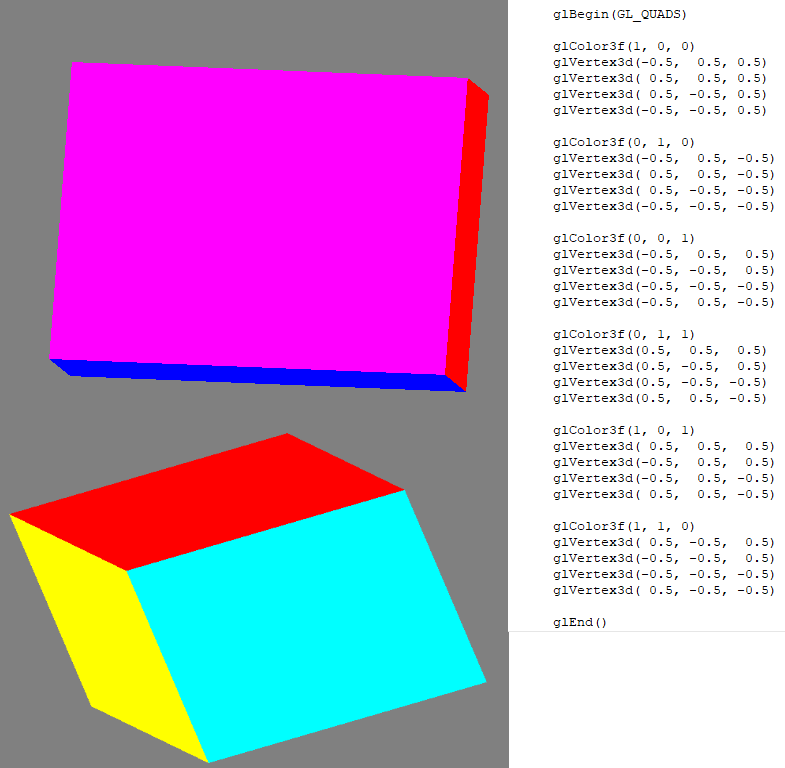 glBegin(GL_QUADS)
glColor3f(1, 0, 0)
glVertex3d(-0.5,  0.5, 0.5)
glVertex3d( 0.5,  0.5, 0.5)
glVertex3d( 0.5, -0.5, 0.5)
glVertex3d(-0.5, -0.5, 0.5)
glColor3f(0, 1, 0)
glVertex3d(-0.5,  0.5, -0.5)
glVertex3d( 0.5,  0.5, -0.5)
glVertex3d( 0.5, -0.5, -0.5)
glVertex3d(-0.5, -0.5, -0.5)
glColor3f(0, 0, 1)
glVertex3d(-0.5,  0.5,  0.5)
glVertex3d(-0.5, -0.5,  0.5)
glVertex3d(-0.5, -0.5, -0.5)
glVertex3d(-0.5,  0.5, -0.5)
glColor3f(0, 1, 1)
glVertex3d(0.5,  0.5,  0.5)
glVertex3d(0.5, -0.5,  0.5)
glVertex3d(0.5, -0.5, -0.5)
glVertex3d(0.5,  0.5, -0.5)
glColor3f(1, 0, 1)
glVertex3d( 0.5,  0.5,  0.5)
glVertex3d(-0.5,  0.5,  0.5)
glVertex3d(-0.5,  0.5, -0.5)
glVertex3d( 0.5,  0.5, -0.5)
glColor3f(1, 1, 0)
glVertex3d( 0.5, -0.5,  0.5)
glVertex3d(-0.5, -0.5,  0.5)
glVertex3d(-0.5, -0.5, -0.5)
glVertex3d( 0.5, -0.5, -0.5)
glEnd()